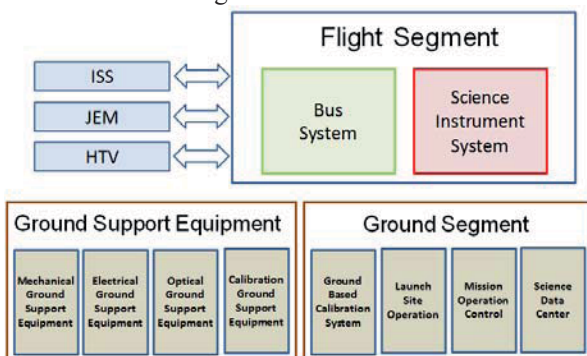 Flight Segment
ISS
JEM
HTV
Bus
System
Science
Instrument
System
Ground Support Equipment
Mechanical
Ground
Support
Equipment
Electrical
Ground
Support
Equipment
Optical
Ground
Support
Equipment
Calibration
Ground
Support
Equipment
Ground Segment
Ground
Based
Calibration
System
Launch
Site
Operation
Mission
Operation
Control
Science
Data
Center